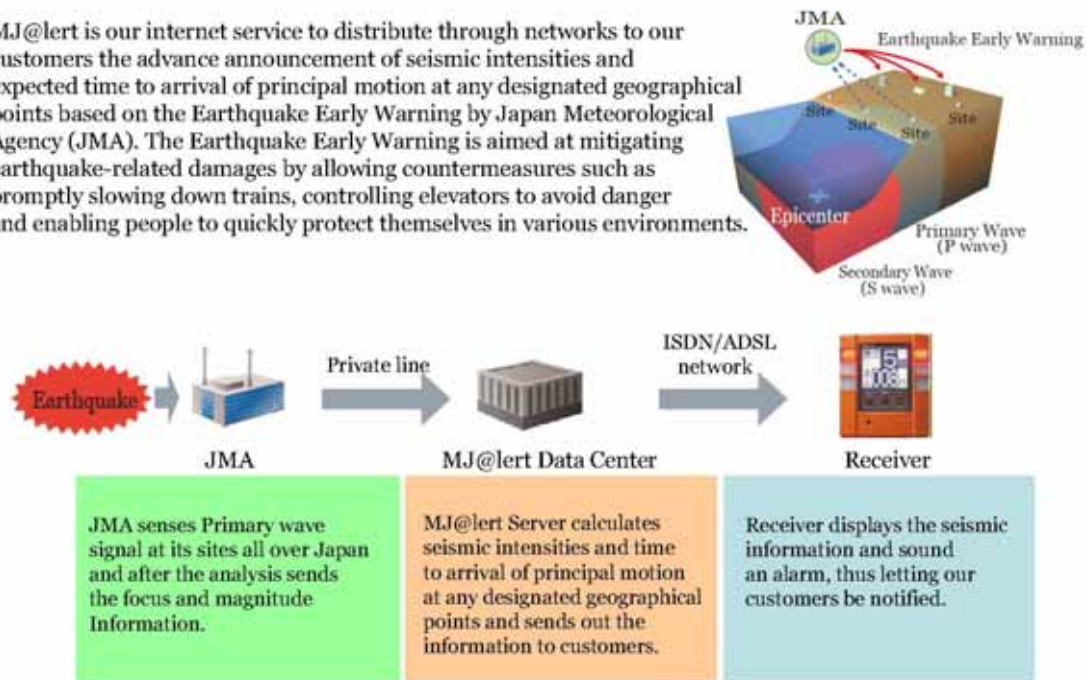 MJ@lert is our internet service to distribute through networks to our
customers the advance announcement of seismic intensities and
expected time to arrival of principal motion at any designated geographical
points based on the Earthquake Early Warning by Japan Meteorological
Agency (JMA). The Earthquake Early Warning is aimed at mitigating
earthquake-related damages by allowing countermeasures such as
promptly slowing down trains, controlling elevators to avoid danger
and enabling people to quickly protect themselves in various environments.
JMA
Earthquake Early Warning
Site
Site
Site
Site
Epicenter
Primary Wave
(P wave)
Secondary Wave
(S wave)
Earthquake
Private line
ISDN/ADSL
network
JMA
MJ@lert Data Center
Receiver
JMA senses Primary wave
signal at its sites all over Japan
and after the analysis sends
the focus and magnitude
Information.
MJ@lert Server calculates
seismic intensities and time
to arrival of principal motion
at any designated geographical
points and sends out the
information to customers.
Receiver displays the seismic
information and sound
an alarm, thus letting our
customers be notified.